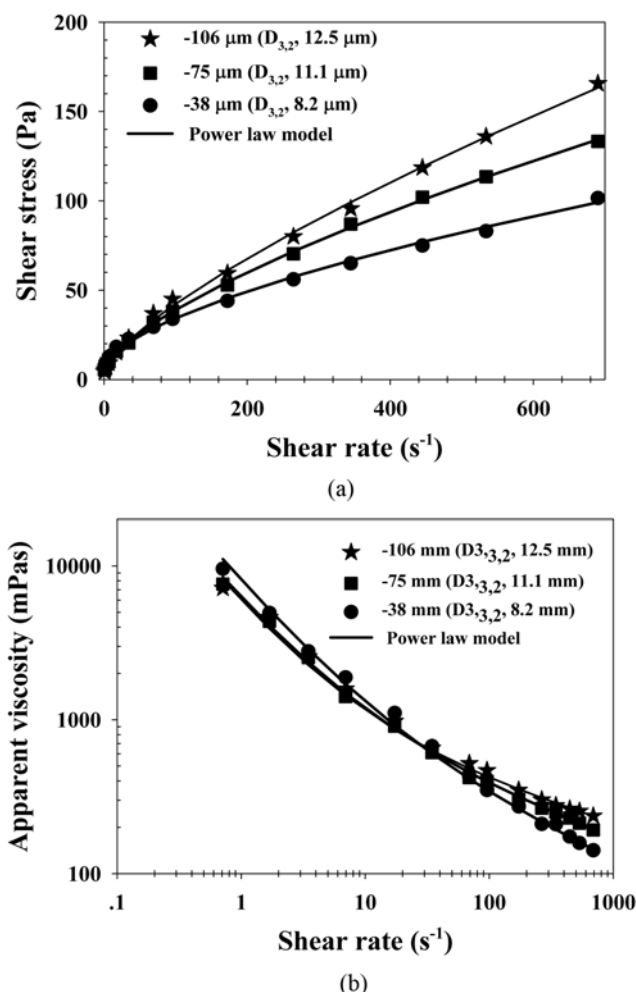 200
150
100
50
0
Shear stress (Pa)
-106 μm (D3,2, 12.5 μm)
-75 μm (D3,2, 11.1 μm)
-38 μm (D3,2, 8.2 μm)
Power law model
0 200 400 600
Shear rate (s-1)
(a)
10000
1000
100
Apparent viscosity (mPas)
-106 mm (D3,3,2, 12.5 mm)
-75 mm (D3,3,2, 11.1 mm)
-38 mm (D3,3,2, 8.2 mm)
Power law model
.1 1 10 100 1000
Shear rate (s-1)
(b)